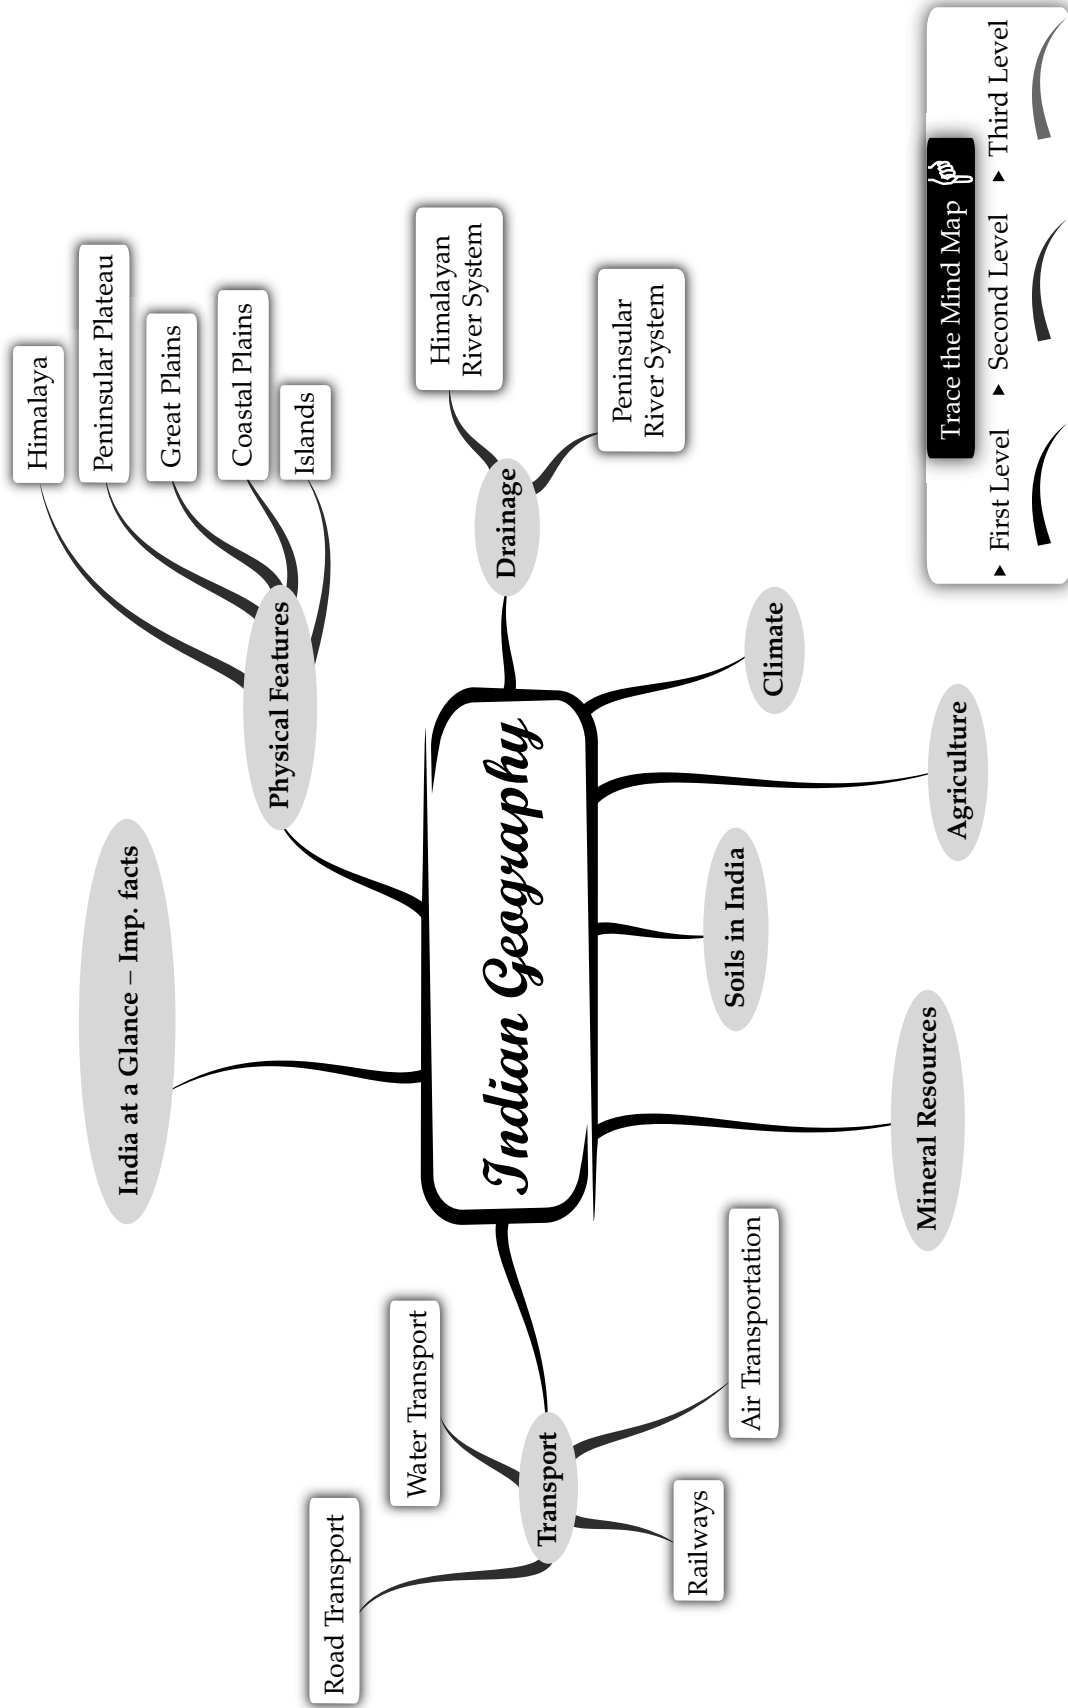 India at a Glance – Imp. facts
Physical Features
Himalaya
Peninsular Plateau
Great Plains
Coastal Plains
Islands
Road Transport
Water Transport
Transport
Railways
Air Transportation
Indian Geography
Drainage
Himalayan
River System
Peninsular
River System
Climate
Agriculture
Soils in India
Mineral Resources
Trace the Mind Map
▸ First Level ▸ Second Level ▸ Third Level